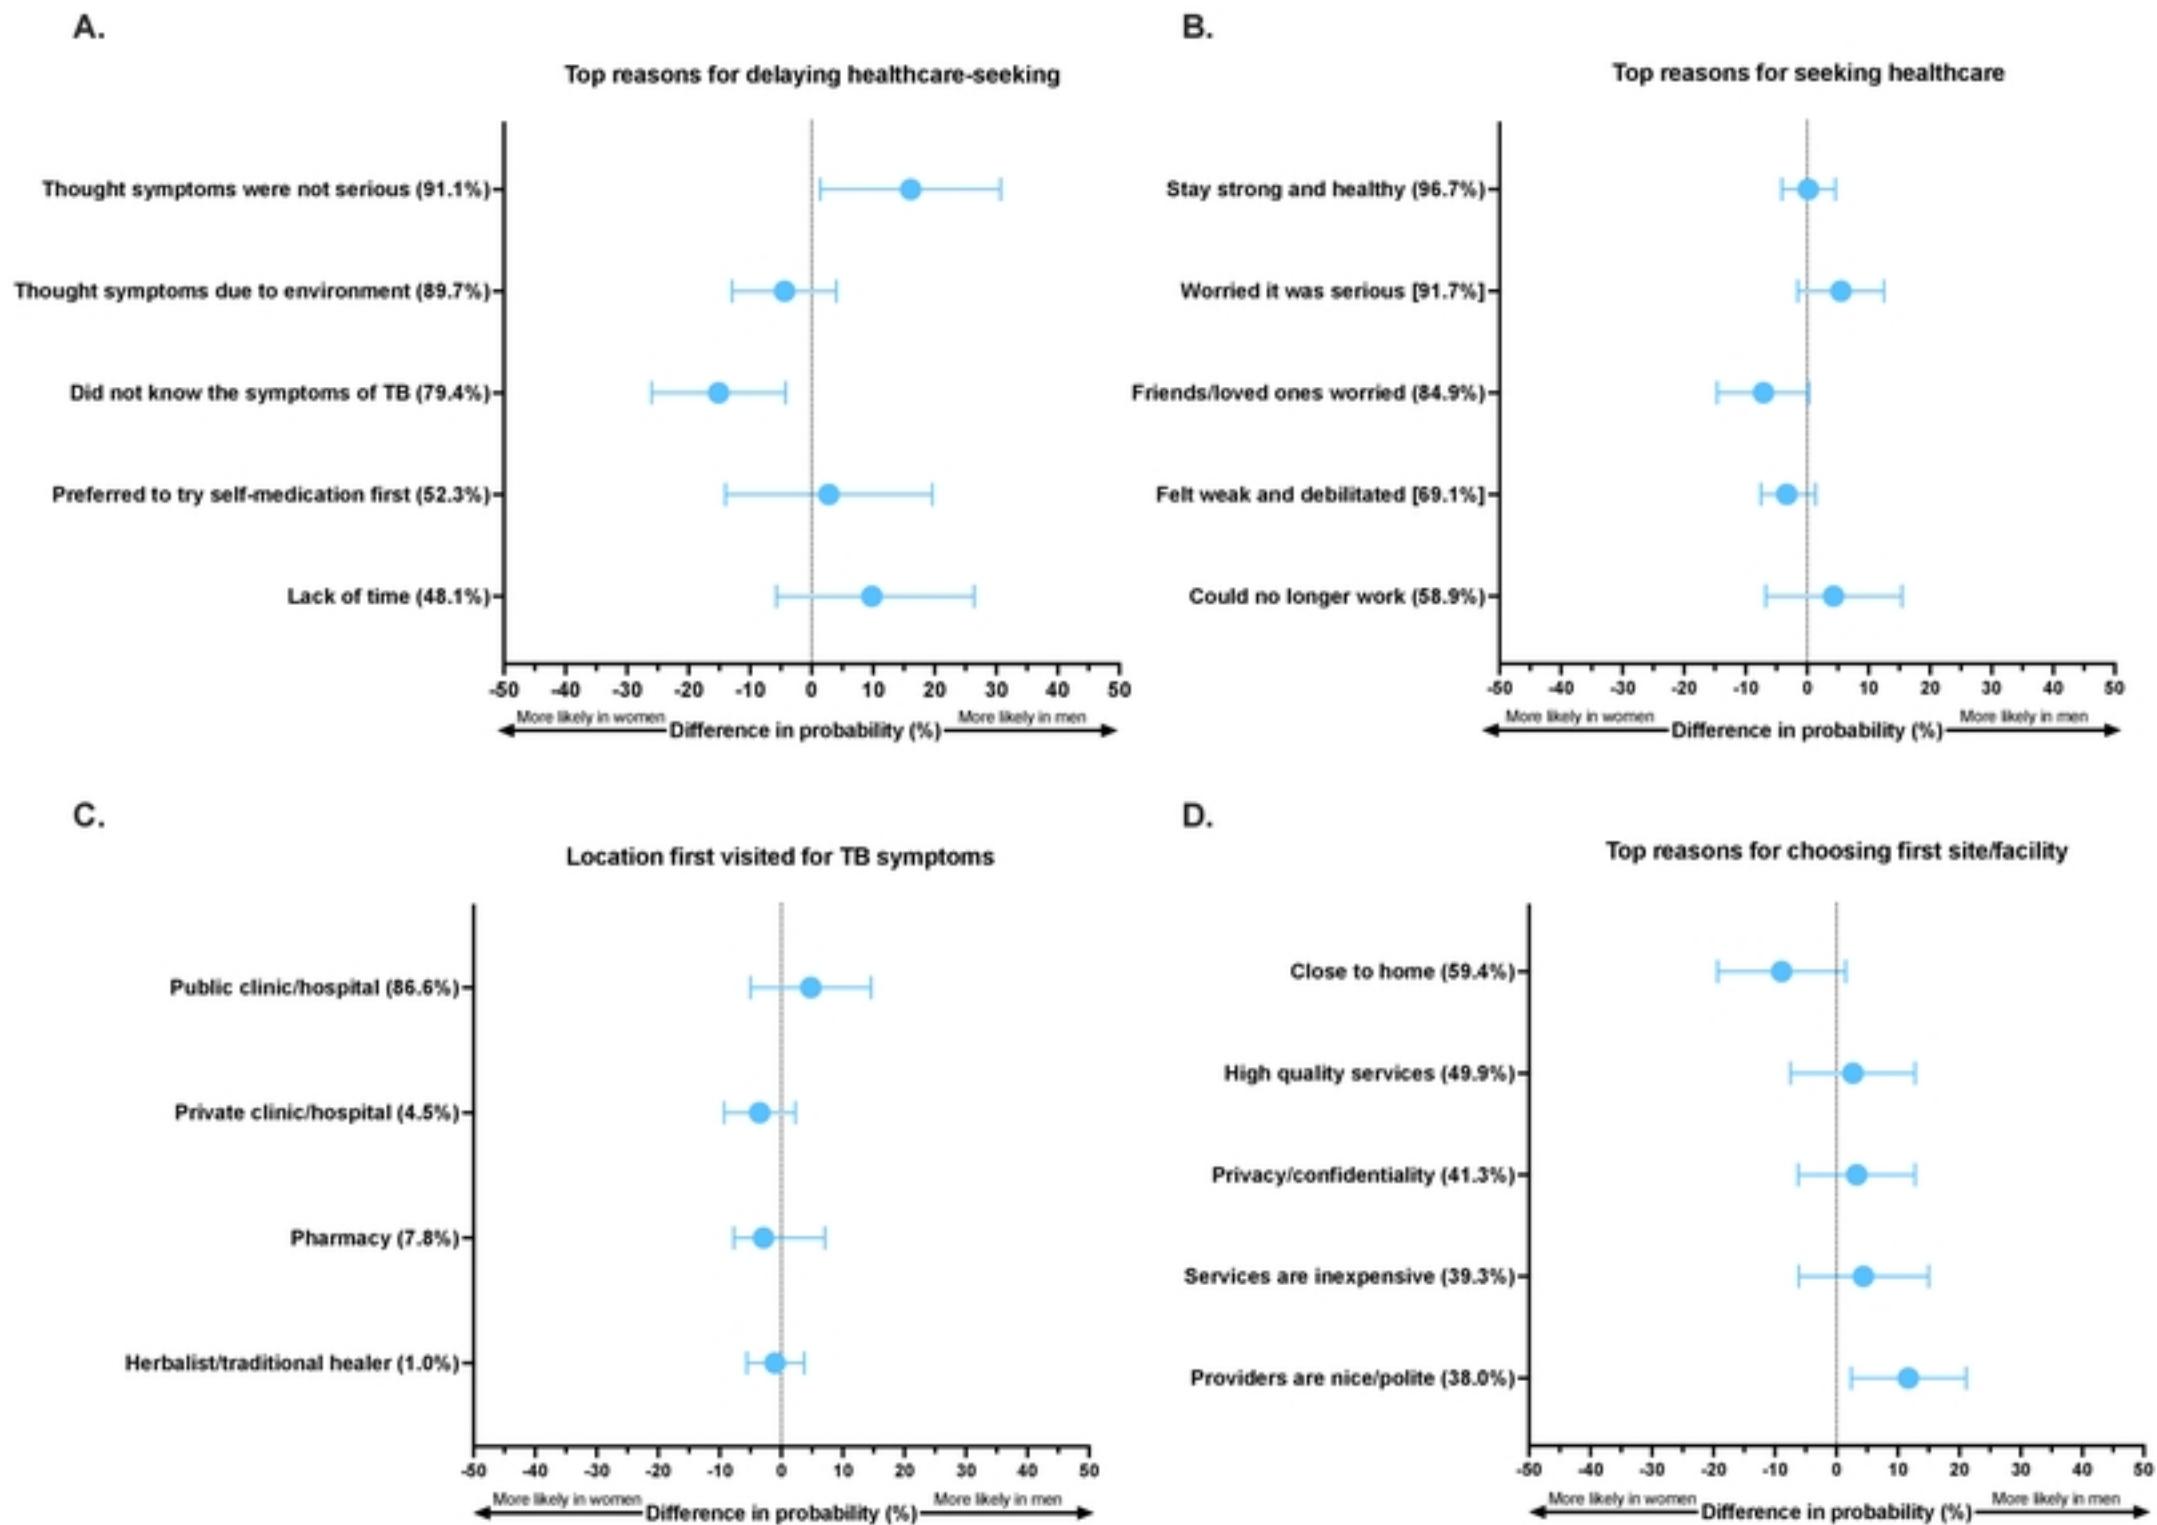 A.
Top reasons for delaying healthcare-seeking
Thought symptoms were not serious (91.1%)
Thought symptoms due to environment (89.7%)
Did not know the symptoms of TB (79.4%)
Preferred to try self-medication first (52.3%)
Lack of time (48.1%)
-50 -40 -30 -20 -10 0 10 20 30 40 50
More likely in women More likely in men
Difference in probability (%)
B.
Top reasons for seeking healthcare
Stay strong and healthy (96.7%)
Worried it was serious [91.7%]
Friends/loved ones worried (84.9%)
Felt weak and debilitated [69.1%]
Could no longer work (58.9%)
-50 -40 -30 -20 -10 0 10 20 30 40 50
More likely in women More likely in men
Difference in probability (%)
C.
Location first visited for TB symptoms
Public clinic/hospital (86.6%)
Private clinic/hospital (4.5%)
Pharmacy (7.8%)
Herbalist/traditional healer (1.0%)
-50 -40 -30 -20 -10 0 10 20 30 40 50
More likely in women More likely in men
Difference in probability (%)
D.
Top reasons for choosing first site/facility
Close to home (59.4%)
High quality services (49.9%)
Privacy/confidentiality (41.3%)
Services are inexpensive (39.3%)
Providers are nice/polite (38.0%)
-50 -40 -30 -20 -10 0 10 20 30 40 50
More likely in women More likely in men
Difference in probability (%)